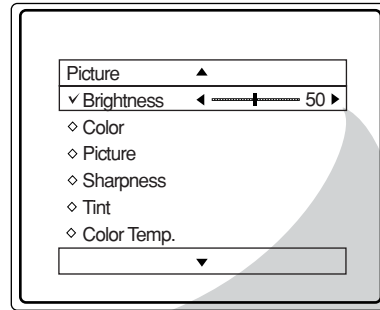 Picture
Brightness 50
Color
Picture
Sharpness
Tint
Color Temp.